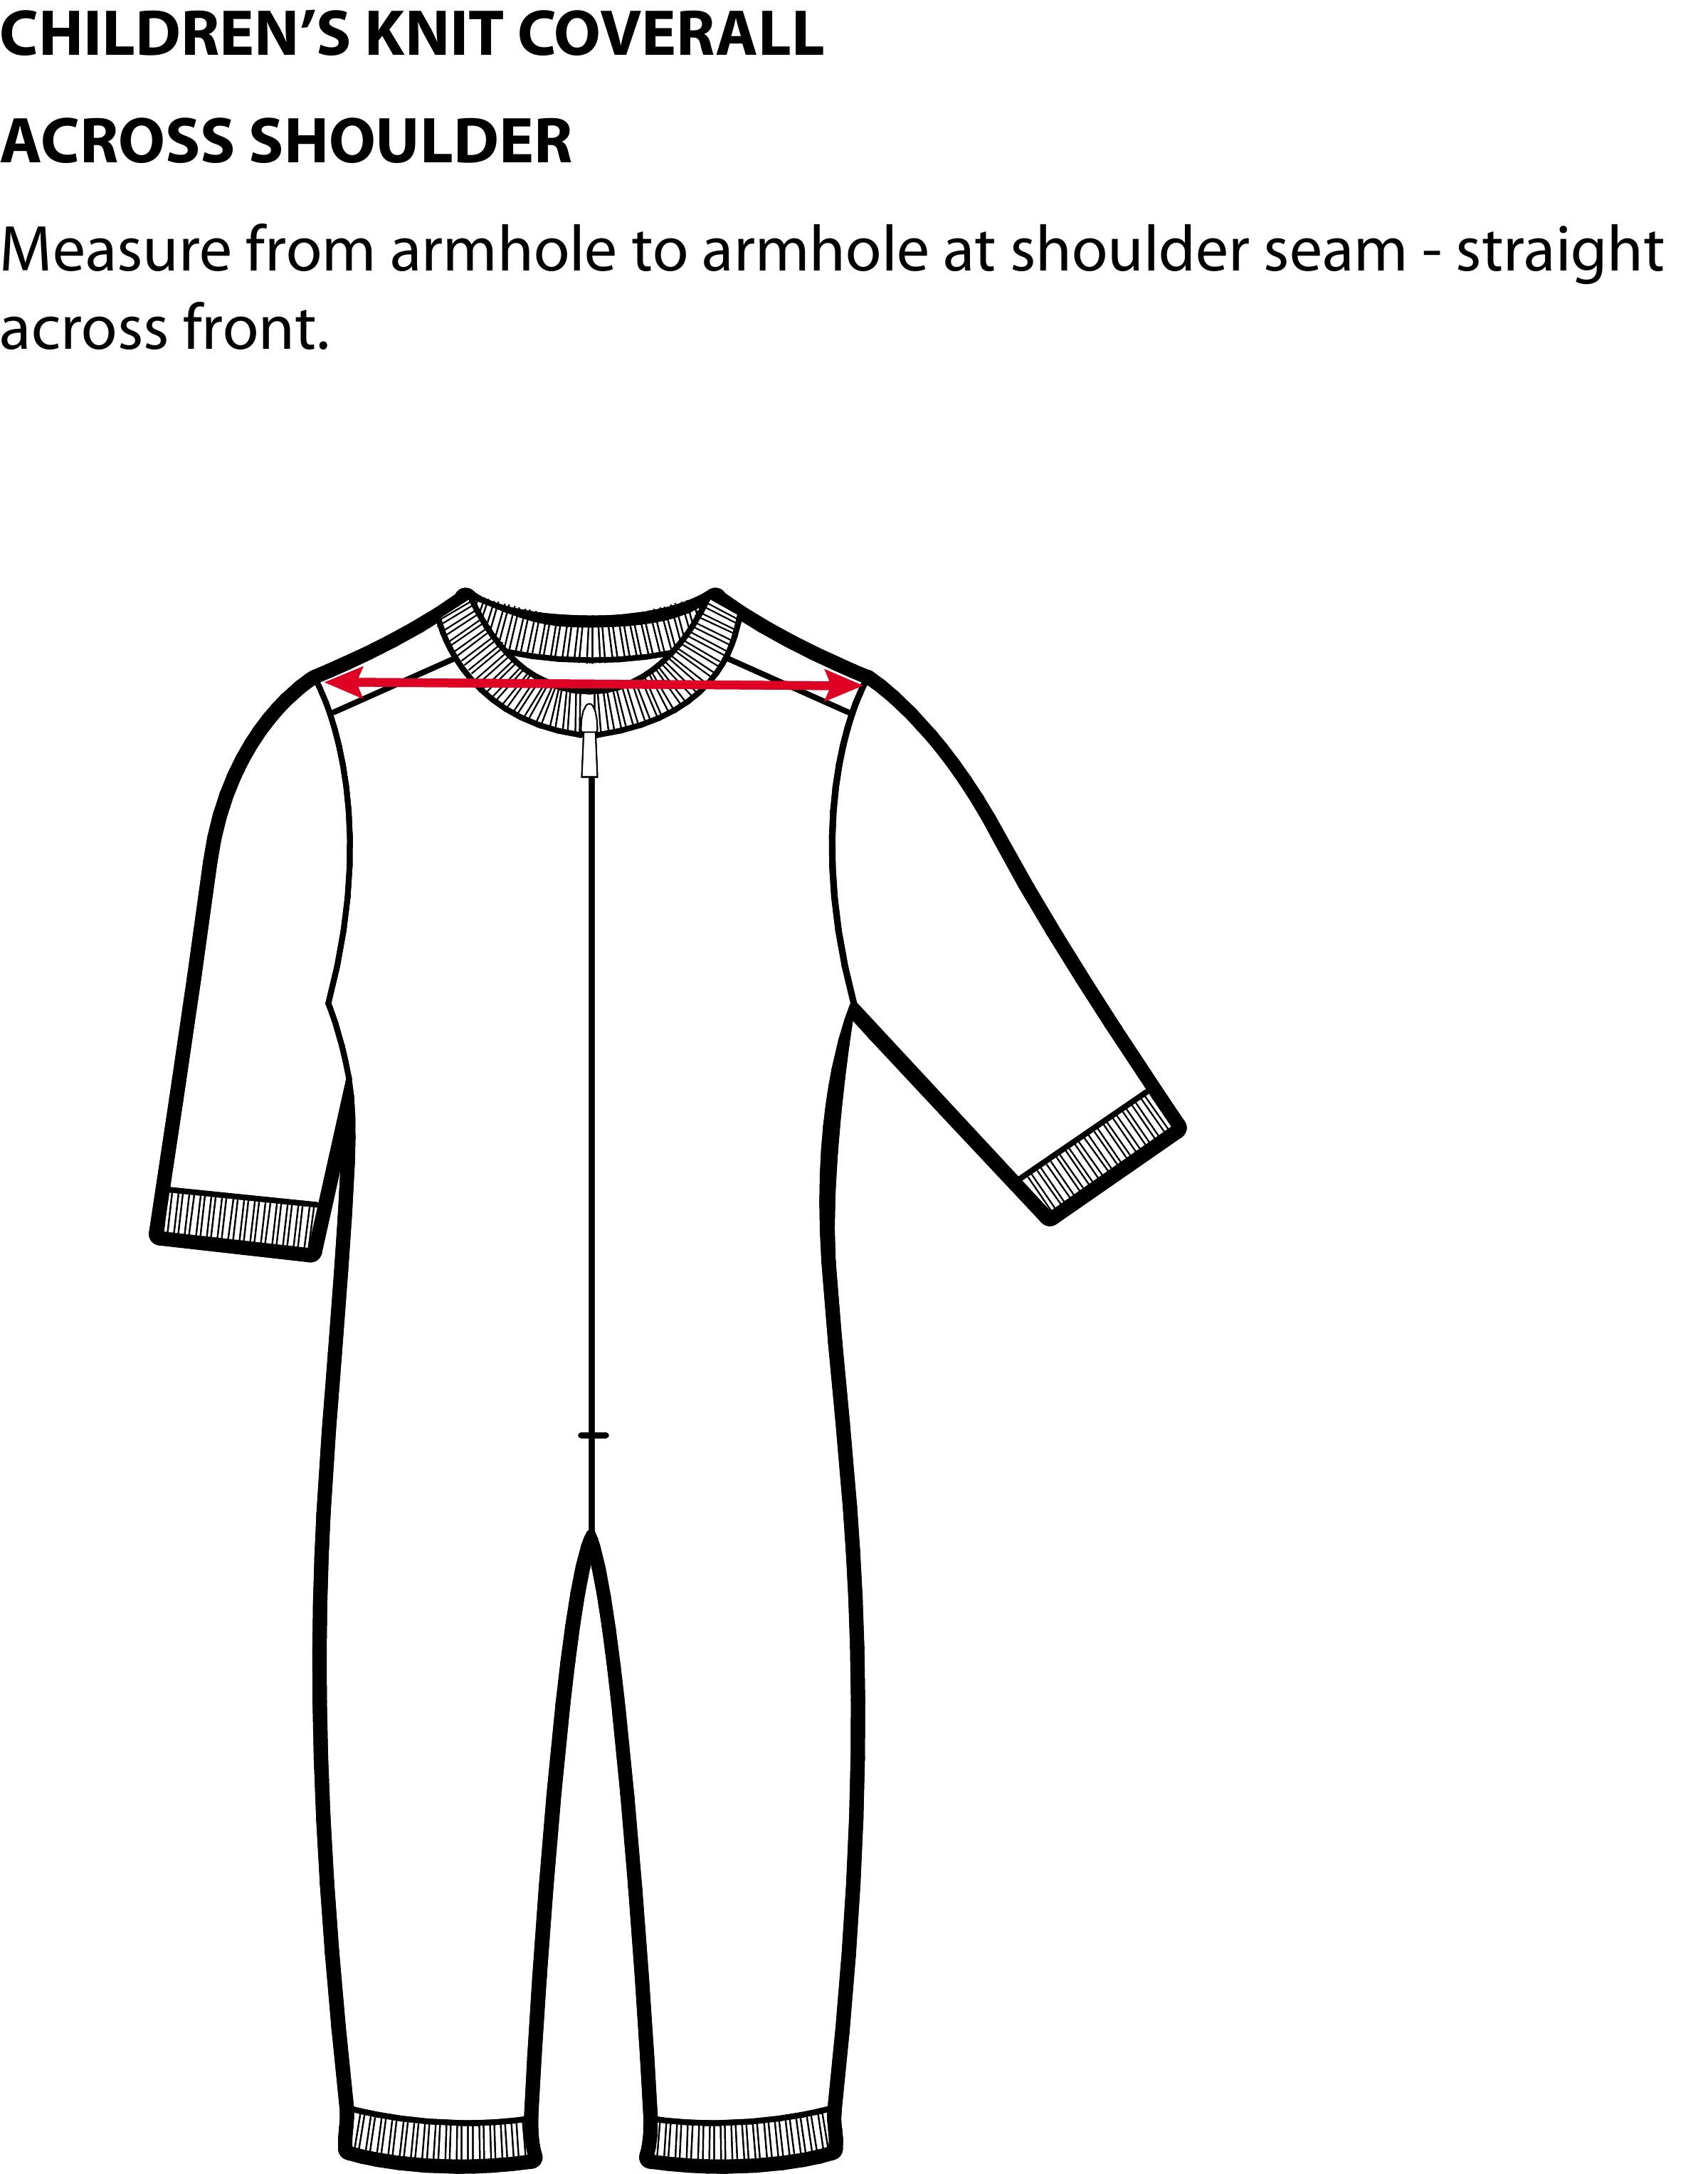 CHILDREN’S KNIT COVERALL
ACROSS SHOULDER
Measure from armhole to armhole at shoulder seam - straight
across front.